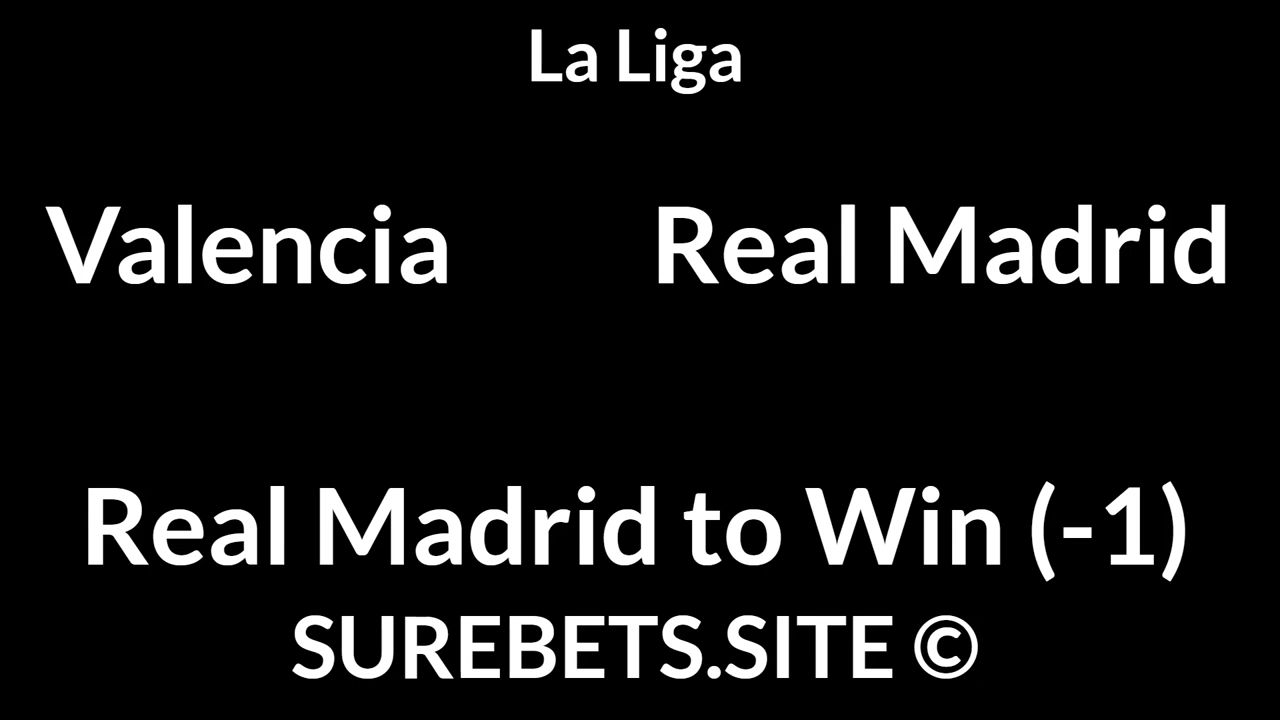 La Liga
Valencia Real Madrid
Real Madrid to Win (-1)
SUREBETS.SITE ©